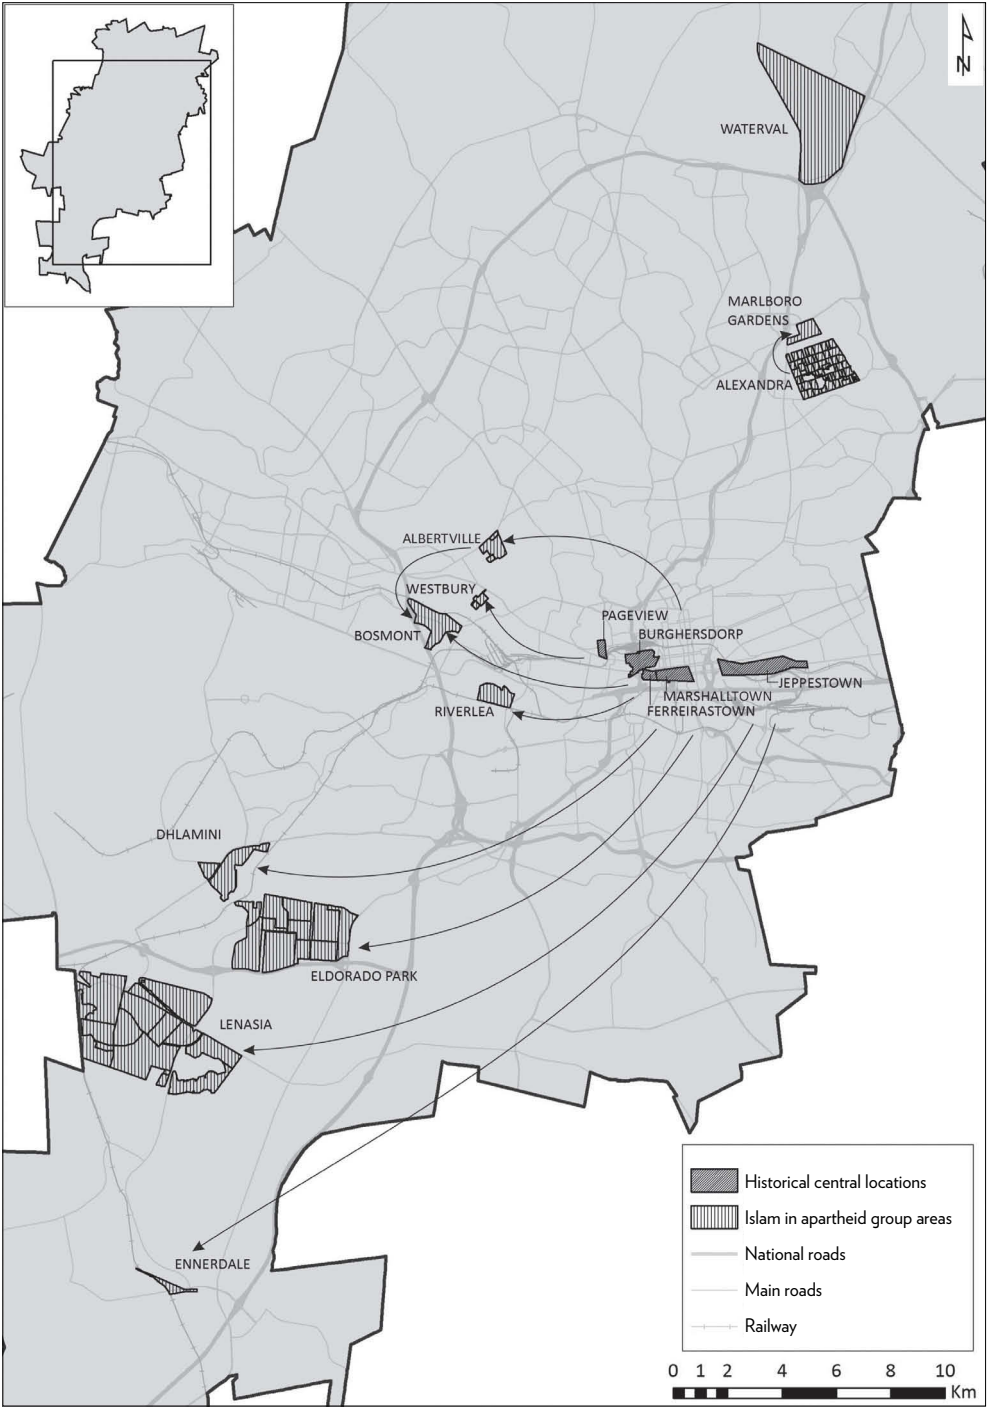 N
WATERVAL
MARLBORO
GARDENS
ALEXANDRA
ALBERTVILLE
WESTBURY
BOSMONT
PAGEVIEW
BURGHERSDORP
JEPPESTOWN
MARSHALLTOWN
FERREIRASTOWN
RIVERLEA
DHLAMINI
ELDORADO PARK
LENASIA
ENNERDALE
Historical central locations
Islam in apartheid group areas
National roads
Main roads
Railway
0 1 2 4 6 8 10
Km